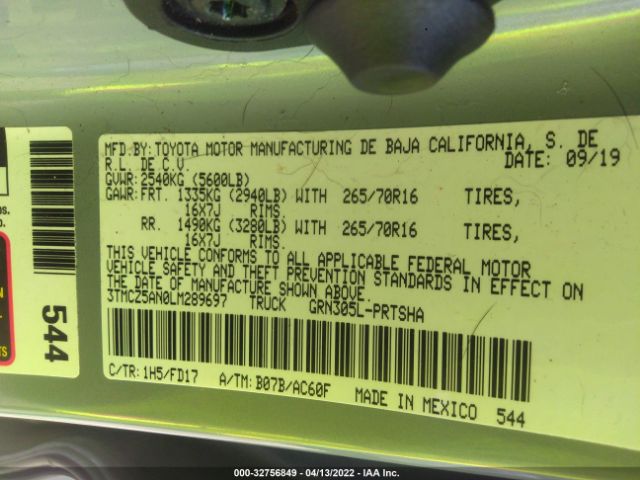 MFD.BY: TOYOTA MOTOR MANUFACTURING DE BAJA CALIFORNIA, S. DE
R.L. DE C.V. DATE: 09/19
GVWR: 2540KG (5600LB)
GAWR: FRT. 1335KG (2940LB) WITH 265/70R16 TIRES,
16X7J RIMS.
RR. 1490KG (3280LB) WITH 265/70R16 TIRES,
16X7J RIMS.
THIS VEHICLE CONFORMS TO ALL APPLICABLE FEDERAL MOTOR
VEHICLE SAFETY AND THEFT PREVENTION STANDARDS IN EFFECT ON
THE DATE OF MANUFACTURE SHOWN ABOVE.
3TMCZ5AN0LM289697 TRUCK GRN305L-PRTSHA
C/TR: 1H5/FD17 A/TM: B07B/AC60F MADE IN MEXICO 544
544
000-32756849 / 04/13/2022 - IAA Inc.